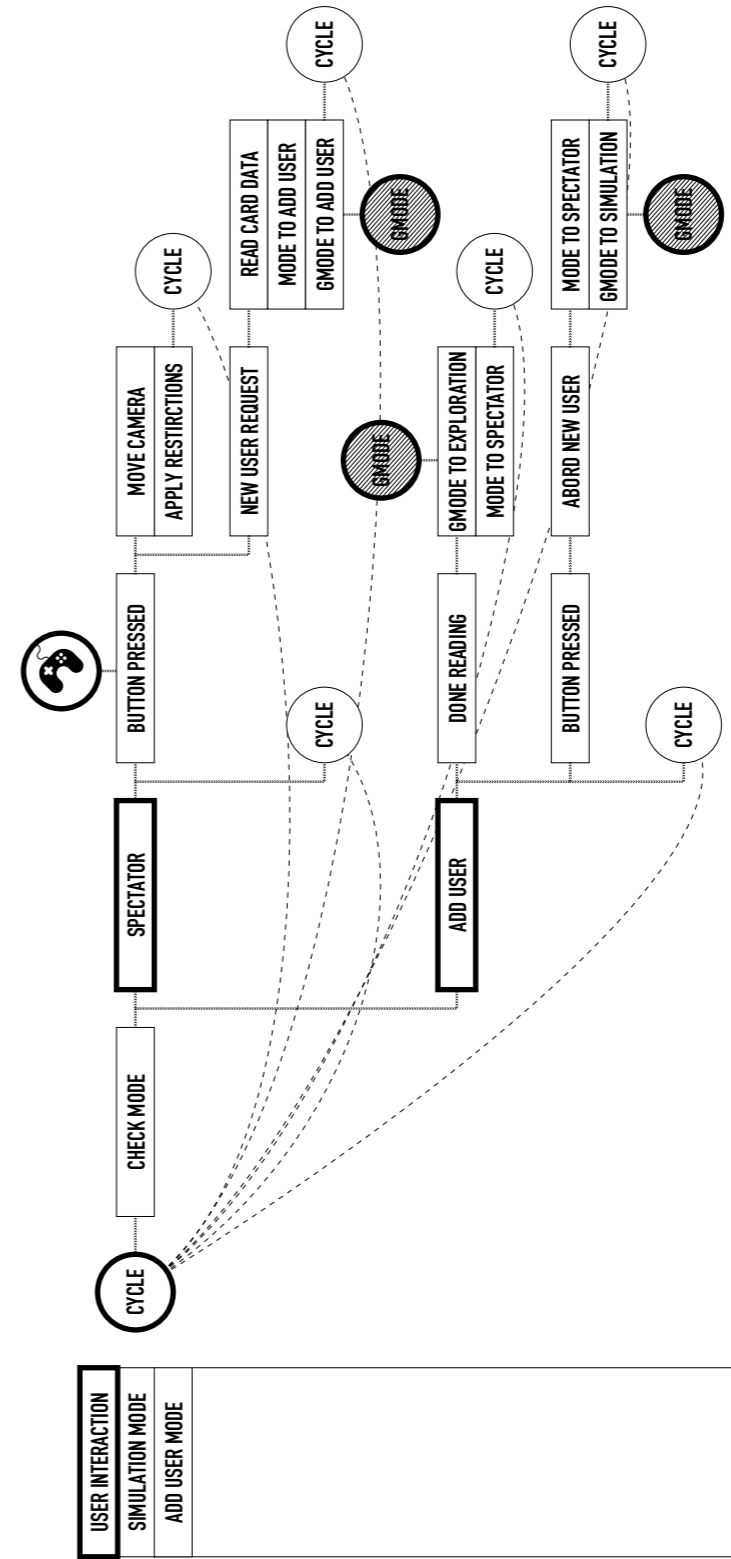 USER INTERACTION
SIMULATION MODE
ADD USER MODE
CYCLE
CHECK MODE
SPECTATOR
BUTTON PRESSED
MOVE CAMERA
APPLY RESTIRCTIONS
CYCLE
NEW USER REQUEST
READ CARD DATA
MODE TO ADD USER
GMODE TO ADD USER
CYCLE
GMODE
CYCLE
ADD USER
DONE READING
GMODE TO EXPLORATION
MODE TO SPECTATOR
GMODE
CYCLE
BUTTON PRESSED
ABORD NEW USER
MODE TO SPECTATOR
GMODE TO SIMULATION
CYCLE
GMODE
CYCLE